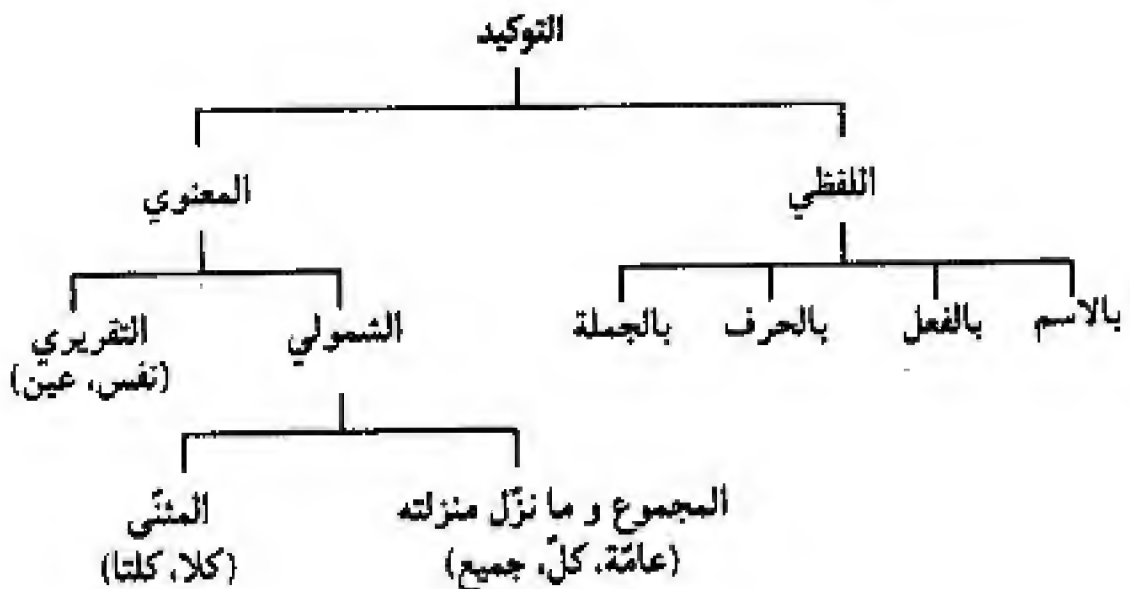 التوكيد
اللفظي
المعنوي
بالاسم
بالفعل
بالحرف
بالجملة
الشمولي
التقريري
(نفس، عين)
المجموع و ما نزّل منزلته
(عامّة، كلّ، جميع)
المثنّى
(كلا، كلتا)